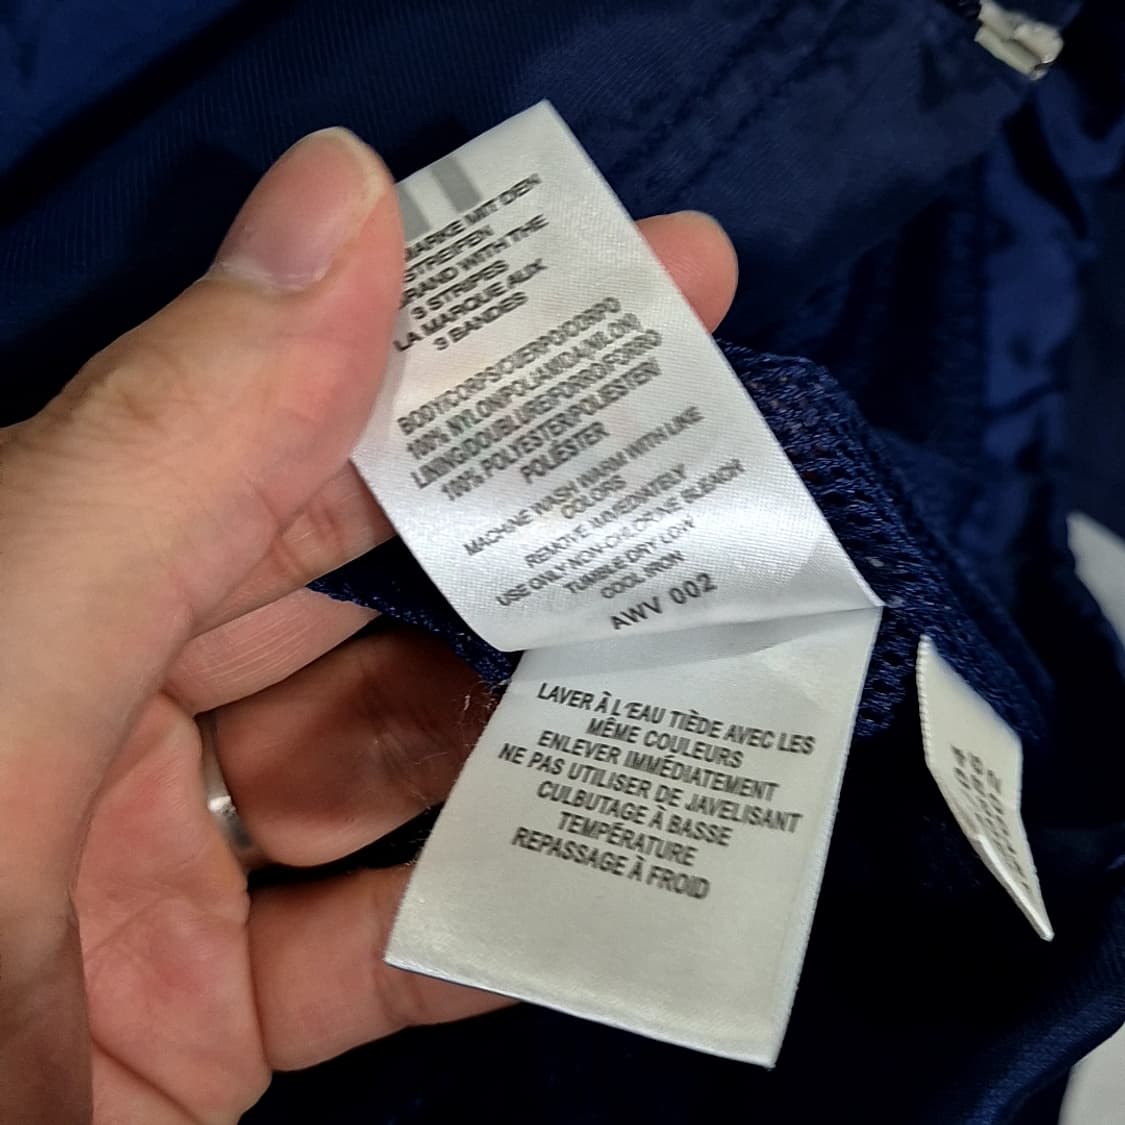 MARKE MIT DEN
STREIFEN
BRAND WITH THE
3 STRIPES
LA MARQUE AUX
3 BANDES
BODY/CORPS/CUERPO/CORPO
100% NYLON/POLIAMIDA/NILON
LINING/DOUBLURE/FORRO/FORRO
100% POLYESTER/POLIESTER/
POLIÉSTER
MACHINE WASH WARM WITH LIKE
COLORS
REMOVE IMMEDIATELY
USE ONLY NON-CHLORINE BLEACH
TUMBLE DRY LOW
COOL IRON
AWV 002
LAVER À L'EAU TIÈDE AVEC LES
MÊME COULEURS
ENLEVER IMMÉDIATEMENT
NE PAS UTILISER DE JAVELISANT
CULBUTAGE À BASSE
TEMPÉRATURE
REPASSAGE À FROID